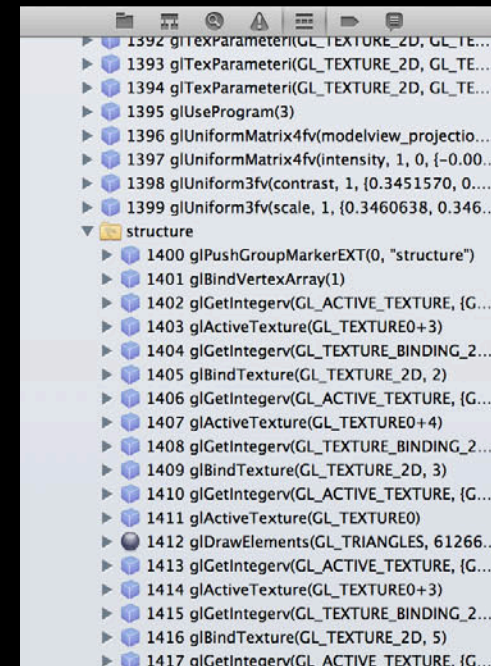 1392 glTexParameteri(GL_TEXTURE_2D, GL_TE...
1393 glTexParameteri(GL_TEXTURE_2D, GL_TE...
1394 glTexParameteri(GL_TEXTURE_2D, GL_TE...
1395 glUseProgram(3)
1396 glUniformMatrix4fv(modelview_projectio...
1397 glUniformMatrix4fv(intensity, 1, 0, {-0.00...
1398 glUniform3fv(contrast, 1, {0.3451570, 0....
1399 glUniform3fv(scale, 1, {0.3460638, 0.346...
structure
1400 glPushGroupMarkerEXT(0, "structure")
1401 glBindVertexArray(1)
1402 glGetIntegerv(GL_ACTIVE_TEXTURE, {G...
1403 glActiveTexture(GL_TEXTURE0+3)
1404 glGetIntegerv(GL_TEXTURE_BINDING_2...
1405 glBindTexture(GL_TEXTURE_2D, 2)
1406 glGetIntegerv(GL_ACTIVE_TEXTURE, {G...
1407 glActiveTexture(GL_TEXTURE0+4)
1408 glGetIntegerv(GL_TEXTURE_BINDING_2...
1409 glBindTexture(GL_TEXTURE_2D, 3)
1410 glGetIntegerv(GL_ACTIVE_TEXTURE, {G...
1411 glActiveTexture(GL_TEXTURE0)
1412 glDrawElements(GL_TRIANGLES, 61266...
1413 glGetIntegerv(GL_ACTIVE_TEXTURE, {G...
1414 glActiveTexture(GL_TEXTURE0+3)
1415 glGetIntegerv(GL_TEXTURE_BINDING_2...
1416 glBindTexture(GL_TEXTURE_2D, 5)
1417 glGetIntegerv(GL_ACTIVE_TEXTURE, {G...